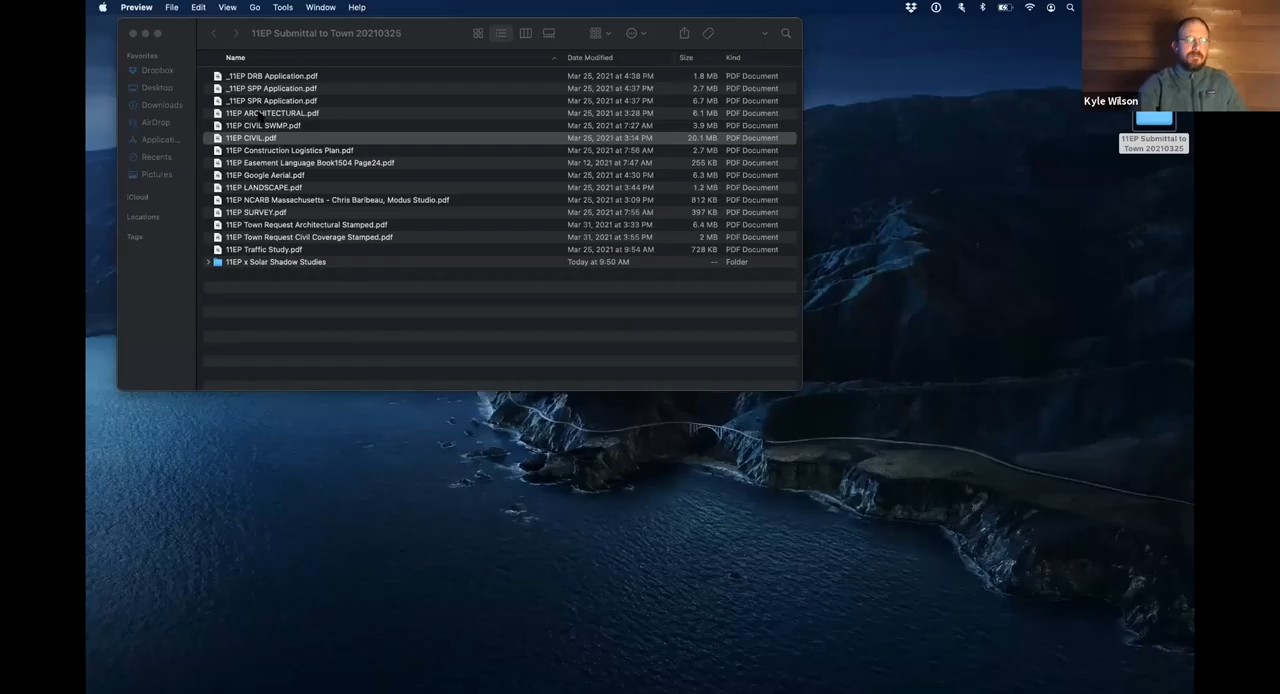 Preview File Edit View Go Tools Window Help
11EP Submittal to Town 20210325
Favorites
Dropbox
Desktop
Downloads
AirDrop
Applicati...
Recents
Pictures
iCloud
Locations
Tags
Name Date Modified Size Kind
_11EP DRB Application.pdf Mar 25, 2021 at 4:38 PM 1.8 MB PDF Document
_11EP SPP Application.pdf Mar 25, 2021 at 4:37 PM 2.7 MB PDF Document
_11EP SPR Application.pdf Mar 25, 2021 at 4:37 PM 6.7 MB PDF Document
11EP ARCHITECTURAL.pdf Mar 25, 2021 at 3:28 PM 6.1 MB PDF Document
11EP CIVIL SWMP.pdf Mar 25, 2021 at 7:27 AM 3.9 MB PDF Document
11EP CIVIL.pdf Mar 25, 2021 at 3:14 PM 20.1 MB PDF Document
11EP Construction Logistics Plan.pdf Mar 25, 2021 at 7:56 AM 2.7 MB PDF Document
11EP Easement Language Book1504 Page24.pdf Mar 12, 2021 at 7:47 AM 255 KB PDF Document
11EP Google Aerial.pdf Mar 25, 2021 at 4:30 PM 6.3 MB PDF Document
11EP LANDSCAPE.pdf Mar 25, 2021 at 3:44 PM 1.2 MB PDF Document
11EP NCARB Massachusetts - Chris Baribeau, Modus Studio.pdf Mar 25, 2021 at 3:09 PM 812 KB PDF Document
11EP SURVEY.pdf Mar 25, 2021 at 7:55 AM 397 KB PDF Document
11EP Town Request Architectural Stamped.pdf Mar 31, 2021 at 3:33 PM 6.4 MB PDF Document
11EP Town Request Civil Coverage Stamped.pdf Mar 31, 2021 at 3:55 PM 2 MB PDF Document
11EP Traffic Study.pdf Mar 25, 2021 at 9:54 AM 728 KB PDF Document
11EP x Solar Shadow Studies Today at 9:50 AM -- Folder
Kyle Wilson
11EP Submittal to
Town 20210325